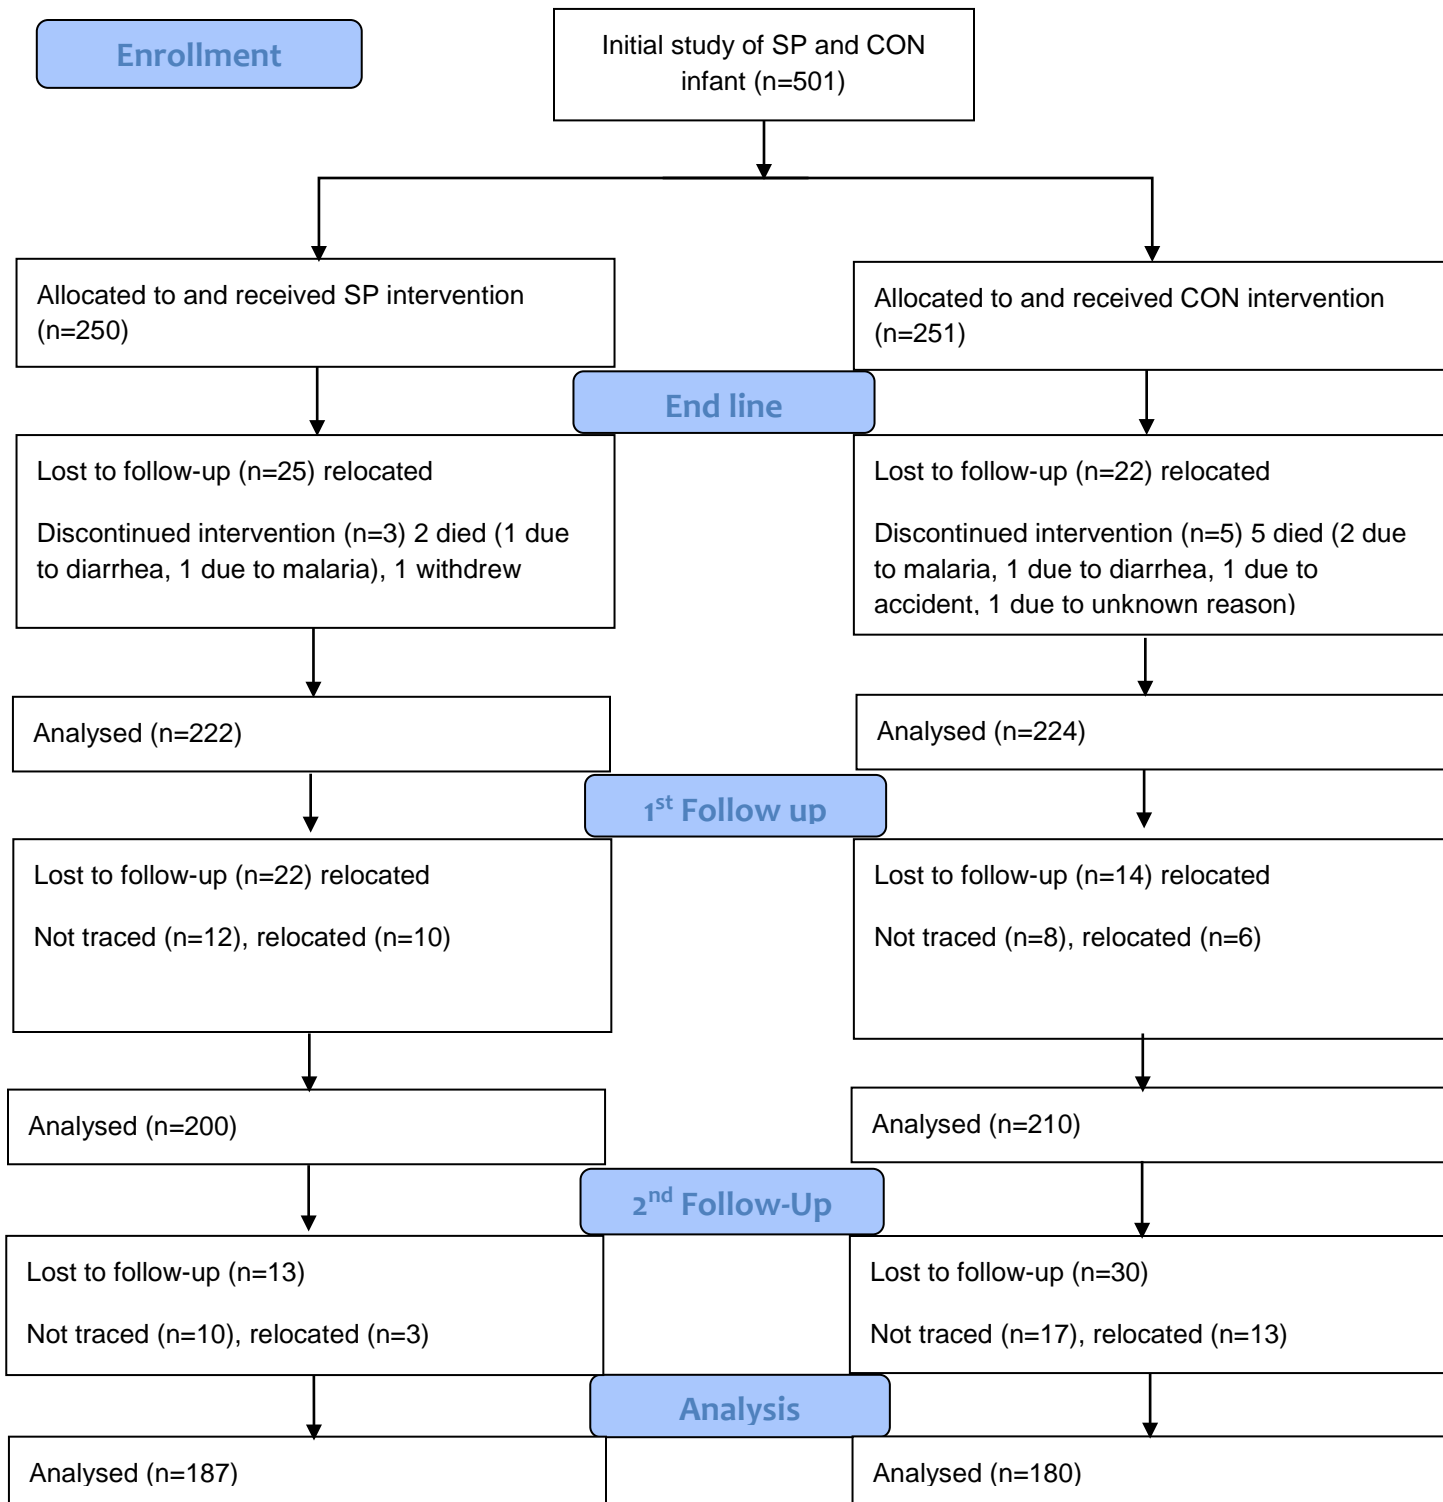 Enrollment
Initial study of SP and CON
infant (n=501)
Allocated to and received SP intervention
(n=250)
Allocated to and received CON intervention
(n=251)
End line
Lost to follow-up (n=25) relocated
Discontinued intervention (n=3) 2 died (1 due
to diarrhea, 1 due to malaria), 1 withdrew
Lost to follow-up (n=22) relocated
Discontinued intervention (n=5) 5 died (2 due
to malaria, 1 due to diarrhea, 1 due to
accident, 1 due to unknown reason)
Analysed (n=222)
Analysed (n=224)
1st Follow up
Lost to follow-up (n=22) relocated
Not traced (n=12), relocated (n=10)
Lost to follow-up (n=14) relocated
Not traced (n=8), relocated (n=6)
Analysed (n=200)
Analysed (n=210)
2nd Follow-Up
Lost to follow-up (n=13)
Not traced (n=10), relocated (n=3)
Lost to follow-up (n=30)
Not traced (n=17), relocated (n=13)
Analysis
Analysed (n=187)
Analysed (n=180)